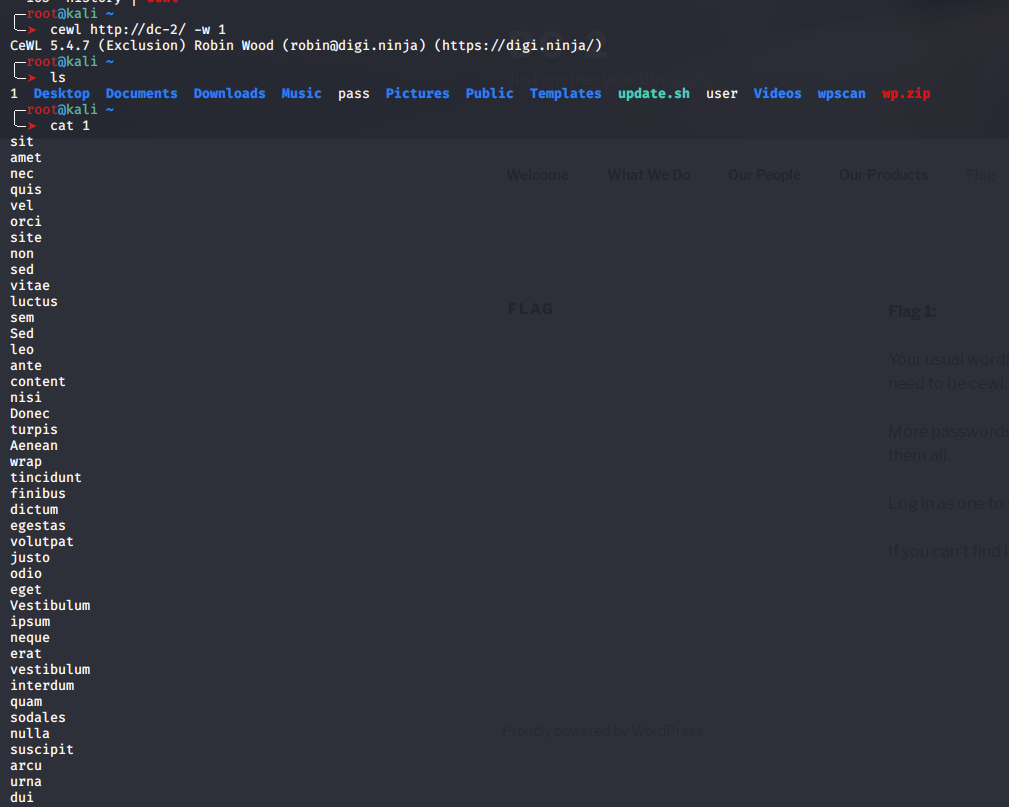 root@kali ~
cewl http://dc-2/ -w 1
CeWL 5.4.7 (Exclusion) Robin Wood (robin@digi.ninja) (https://digi.ninja/)
root@kali ~
ls
1 Desktop Documents Downloads Music pass Pictures Public Templates update.sh user Videos wpscan wp.zip
root@kali ~
cat 1
sit
amet
nec
quis
vel
orci
site
non
sed
vitae
luctus
sem
Sed
leo
ante
content
nisi
Donec
turpis
Aenean
wrap
tincidunt
finibus
dictum
egestas
volutpat
justo
odio
eget
Vestibulum
ipsum
neque
erat
vestibulum
interdum
quam
sodales
nulla
suscipit
arcu
urna
dui
Welcome What We Do Our People Our Products Flag
FLAG
Flag 1:
Your usual
need to be cewl.
More passwords
them all.
Log in as one to
If you can't find
Proudly powered by WordPress